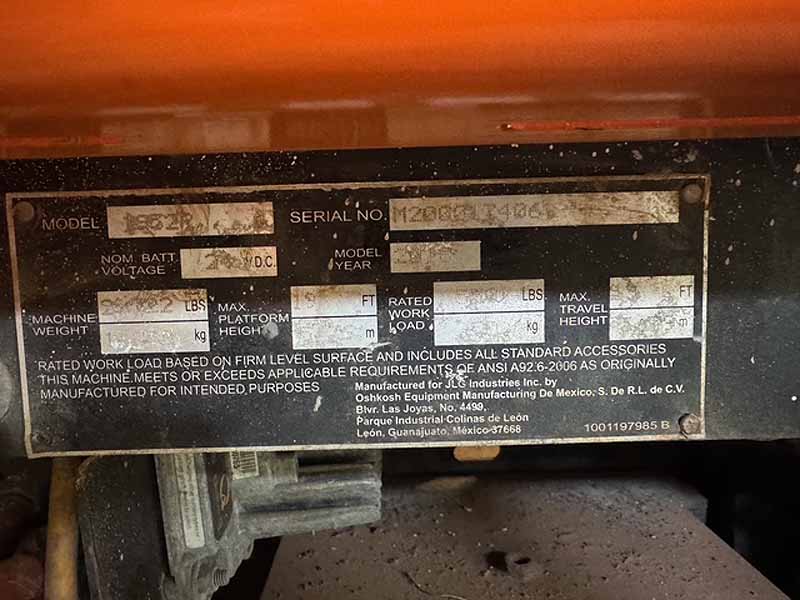 MODEL
SERIAL NO.
NOM. BATT. VOLTAGE D.C.
MODEL YEAR
MACHINE WEIGHT LBS kg
MAX. PLATFORM HEIGHT FT m
RATED WORK LOAD LBS kg
MAX. TRAVEL HEIGHT FT m
RATED WORK LOAD BASED ON FIRM LEVEL SURFACE AND INCLUDES ALL STANDARD ACCESSORIES
THIS MACHINE MEETS OR EXCEEDS APPLICABLE REQUIREMENTS OF ANSI A92.6-2006 AS ORIGINALLY
MANUFACTURED FOR INTENDED PURPOSES
Manufactured for JLG Industries Inc. by
Oshkosh Equipment Manufacturing De Mexico, S. De R.L. de C.V.
Blvr. Las Joyas, No. 4499,
Parque Industrial Colinas de León
León, Guanajuato, México 37668
1001197985 B